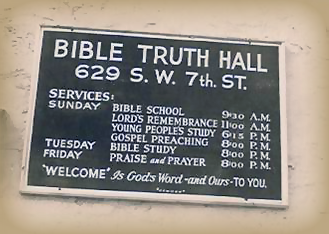 BIBLE TRUTH HALL
629 S. W. 7th. ST.
SERVICES:
SUNDAY BIBLE SCHOOL 9:30 A.M.
LORD'S REMEMBRANCE 11:00 A.M.
YOUNG PEOPLE'S STUDY 6:15 P.M.
GOSPEL PREACHING 8:00 P.M.
TUESDAY BIBLE STUDY 8:00 P.M.
FRIDAY PRAISE and PRAYER 8:00 P.M.
"WELCOME" Is God's Word-and Ours-TO YOU.